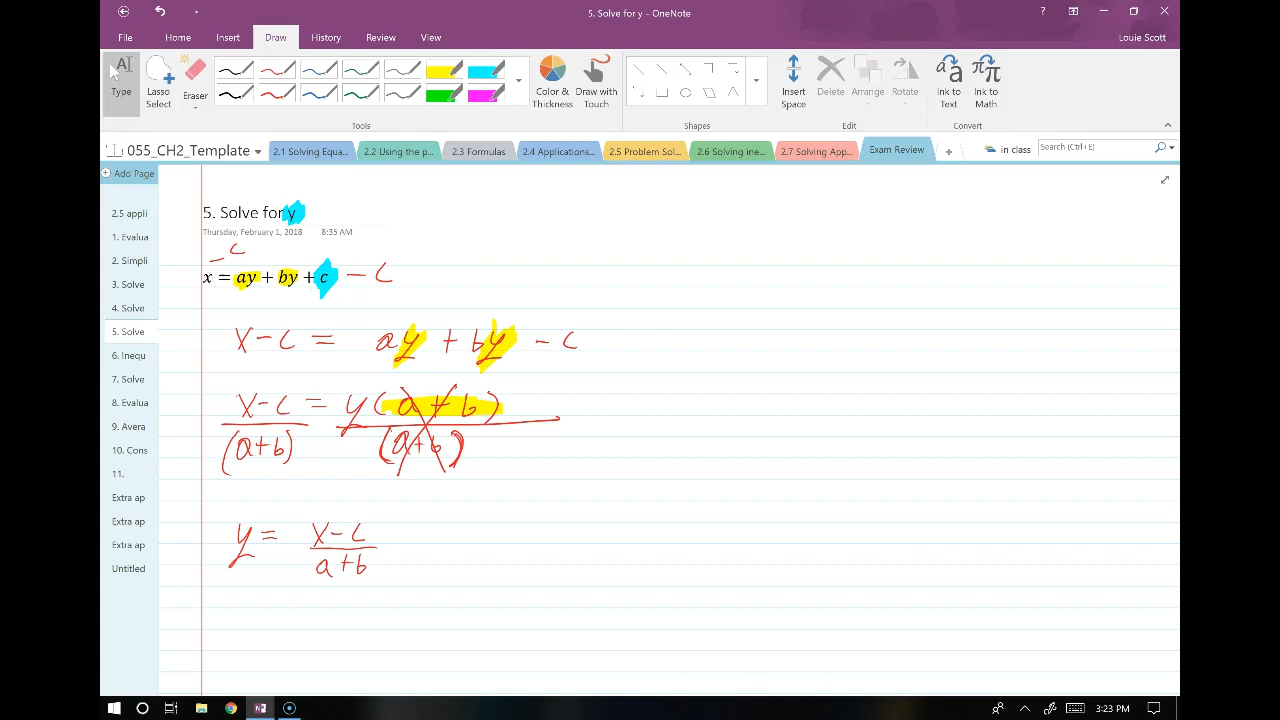 5. Solve for y - OneNote
? Louie Scott
File Home Insert Draw History Review View
Type Lasso Select Eraser Color & Thickness Draw with Touch Insert Space Delete Arrange Rotate Ink to Text Ink to Math
Tools Shapes Edit Convert
055_CH2_Template 2.1 Solving Equa... 2.2 Using the p... 2.3 Formulas 2.4 Applications... 2.5 Problem Sol... 2.6 Solving ine... 2.7 Solving App... Exam Review + in class Search (Ctrl+E)
Add Page
2.5 appli
1. Evalua
2. Simpli
3. Solve
4. Solve
5. Solve
6. Inequ
7. Solve
8. Evalua
9. Avera
10. Cons
11.
Extra ap
Extra ap
Extra ap
Untitled
5. Solve for y
Thursday, February 1, 2018 8:35 AM
- c
x = ay + by + c - c
x - c = ay + by - c
x - c = y (a + b)
(a+b) (a+b)
y = x - c
a + b
3:23 PM